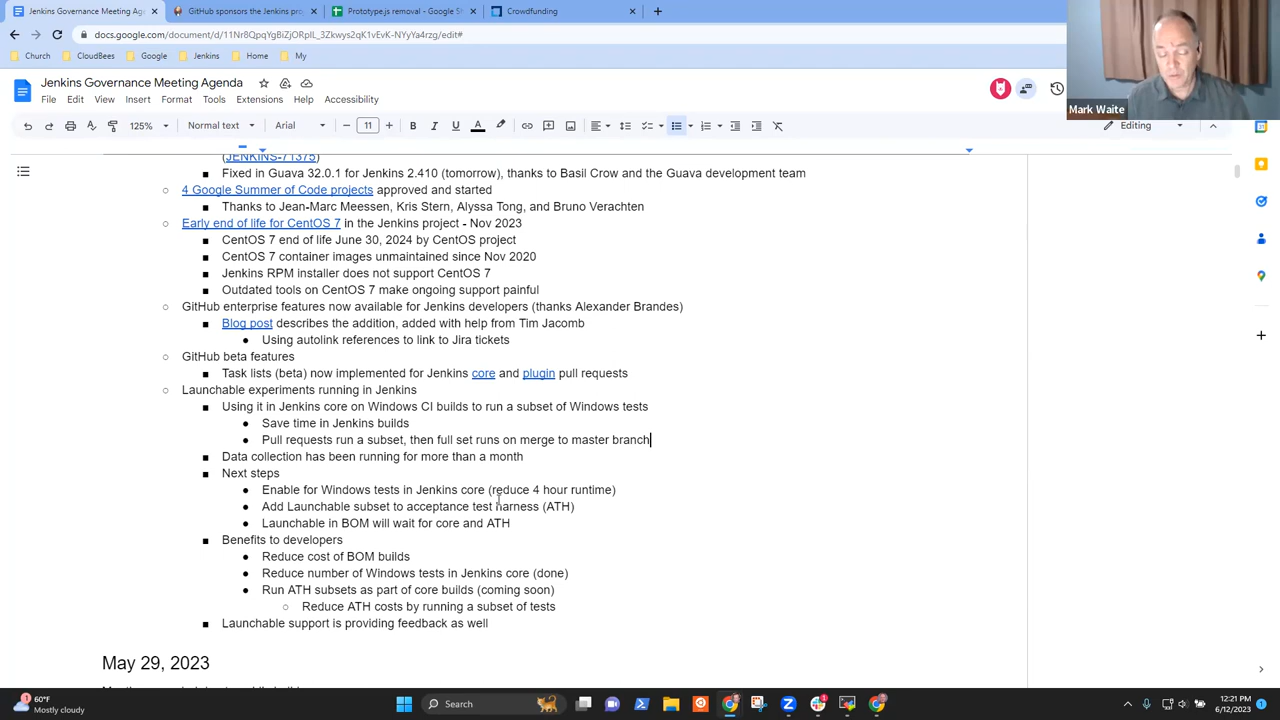 Jenkins Governance Meeting Age
GitHub sponsors the Jenkins proj
Prototype.js removal - Google Sh
Crowdfunding
docs.google.com/document/d/11Nr8QpqYgBiZjORplL_3Zkwys2qK1vEvK-NYyYa4rzg/edit#
Church
CloudBees
Google
Jenkins
Home
My
Mark Waite
Jenkins Governance Meeting Agenda
File Edit View Insert Format Tools Extensions Help Accessibility
125% Normal text Arial 11 B I U A Editing
(JENKINS-71375)
Fixed in Guava 32.0.1 for Jenkins 2.410 (tomorrow), thanks to Basil Crow and the Guava development team
4 Google Summer of Code projects approved and started
Thanks to Jean-Marc Meessen, Kris Stern, Alyssa Tong, and Bruno Verachten
Early end of life for CentOS 7 in the Jenkins project - Nov 2023
CentOS 7 end of life June 30, 2024 by CentOS project
CentOS 7 container images unmaintained since Nov 2020
Jenkins RPM installer does not support CentOS 7
Outdated tools on CentOS 7 make ongoing support painful
GitHub enterprise features now available for Jenkins developers (thanks Alexander Brandes)
Blog post describes the addition, added with help from Tim Jacomb
Using autolink references to link to Jira tickets
GitHub beta features
Task lists (beta) now implemented for Jenkins core and plugin pull requests
Launchable experiments running in Jenkins
Using it in Jenkins core on Windows CI builds to run a subset of Windows tests
Save time in Jenkins builds
Pull requests run a subset, then full set runs on merge to master branch
Data collection has been running for more than a month
Next steps
Enable for Windows tests in Jenkins core (reduce 4 hour runtime)
Add Launchable subset to acceptance test harness (ATH)
Launchable in BOM will wait for core and ATH
Benefits to developers
Reduce cost of BOM builds
Reduce number of Windows tests in Jenkins core (done)
Run ATH subsets as part of core builds (coming soon)
Reduce ATH costs by running a subset of tests
Launchable support is providing feedback as well
May 29, 2023
60°F
Mostly cloudy
Search
12:21 PM
6/12/2023